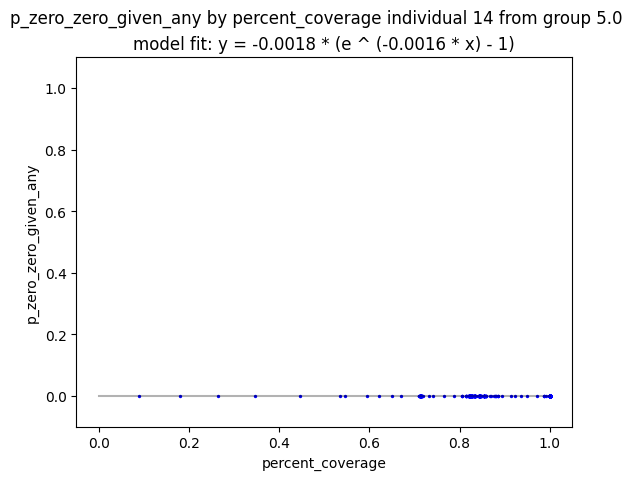 p_zero_zero_given_any by percent_coverage individual 14 from group 5.0
model fit: y = -0.0018 * (e ^ (-0.0016 * x) - 1)
1.0
0.8
0.6
0.4
0.2
0.0
p_zero_zero_given_any
0.0 0.2 0.4 0.6 0.8 1.0
percent_coverage